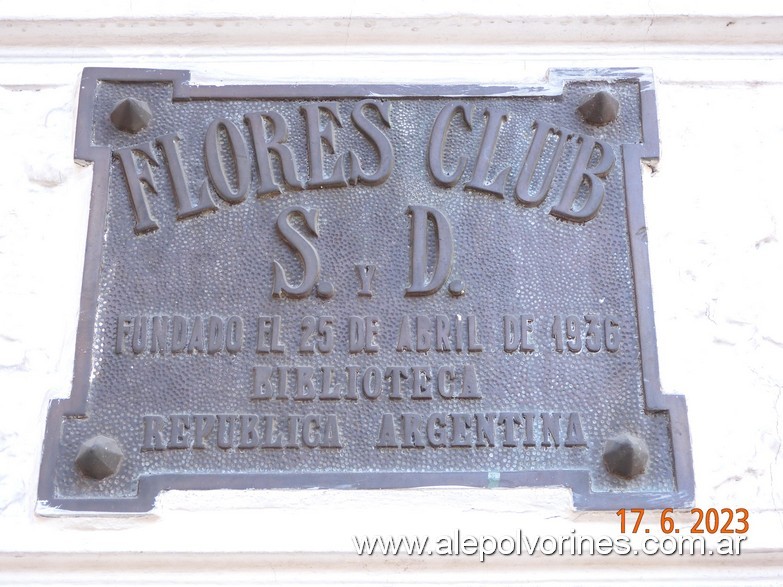 FLORES CLUB
S. Y D.
FUNDADO EL 25 DE ABRIL DE 1936
BIBLIOTECA
REPUBLICA ARGENTINA
17. 6. 2023
www.alepolvorines.com.ar